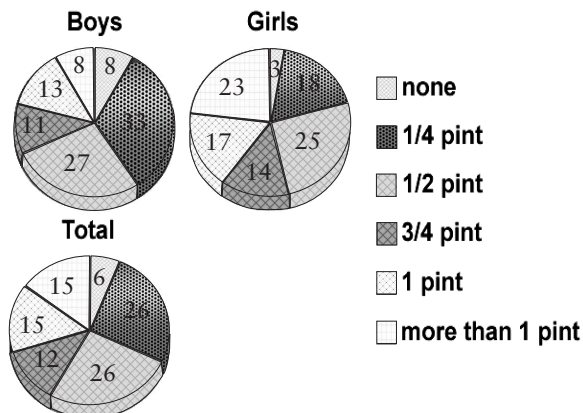 Boys
8
8
33
27
11
13
Girls
3
18
25
14
17
23
Total
6
26
26
12
15
15
none
1/4 pint
1/2 pint
3/4 pint
1 pint
more than 1 pint